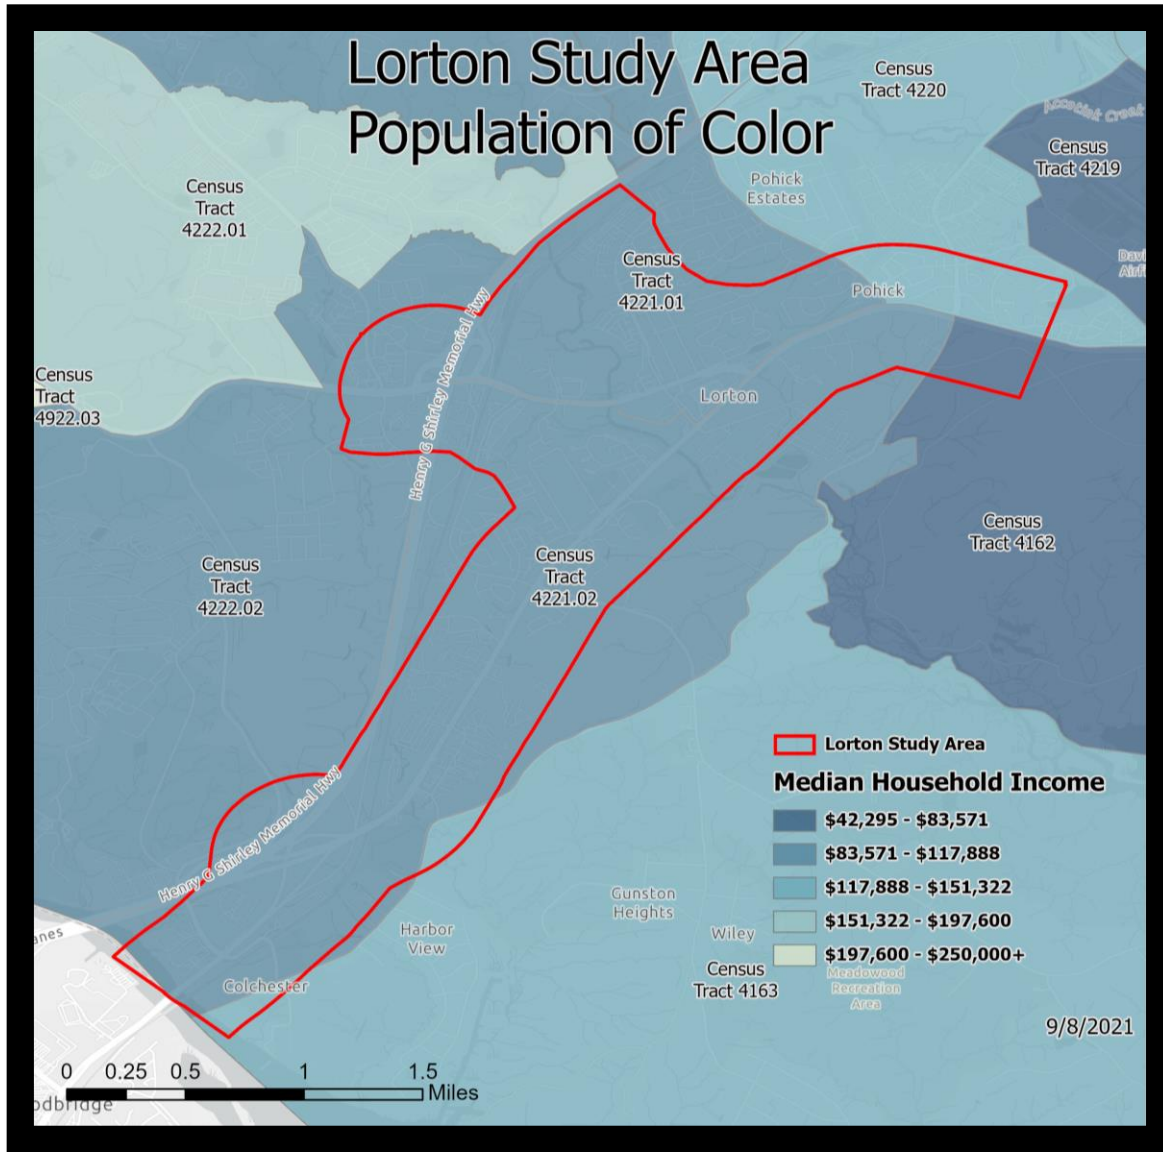 Lorton Study Area
Population of Color
Census
Tract 4220
Accotink Creek
Census
Tract 4219
Pohick
Estates
Census
Tract
4222.01
Census
Tract
4221.01
Pohick
Henry G Shirley Memorial Hwy
Census
Tract
4922.03
Lorton
Census
Tract 4162
Census
Tract
4222.02
Census
Tract
4221.02
Lorton Study Area
Median Household Income
$42,295 - $83,571
$83,571 - $117,888
$117,888 - $151,322
$151,322 - $197,600
$197,600 - $250,000+
Henry G Shirley Memorial Hwy
Gunston
Heights
Harbor
View
Wiley
Census
Tract 4163
Meadowood
Recreation
Area
Colchester
9/8/2021
0 0.25 0.5 1 1.5
Miles